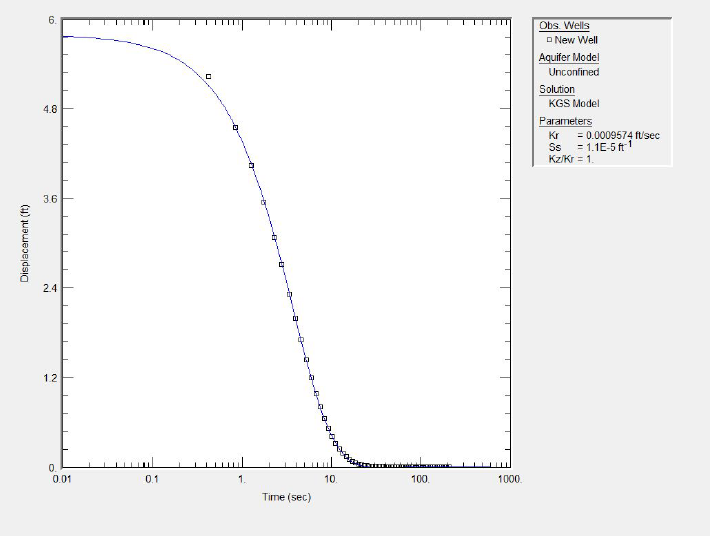 6.
4.8
3.6
2.4
1.2
0.
0.01
0.1
1.
10.
100.
1000.
Displacement (ft)
Time (sec)
Obs. Wells
New Well
Aquifer Model
Unconfined
Solution
KGS Model
Parameters
Kr = 0.0009574 ft/sec
Ss = 1.1E-5 ft⁻¹
Kz/Kr = 1.